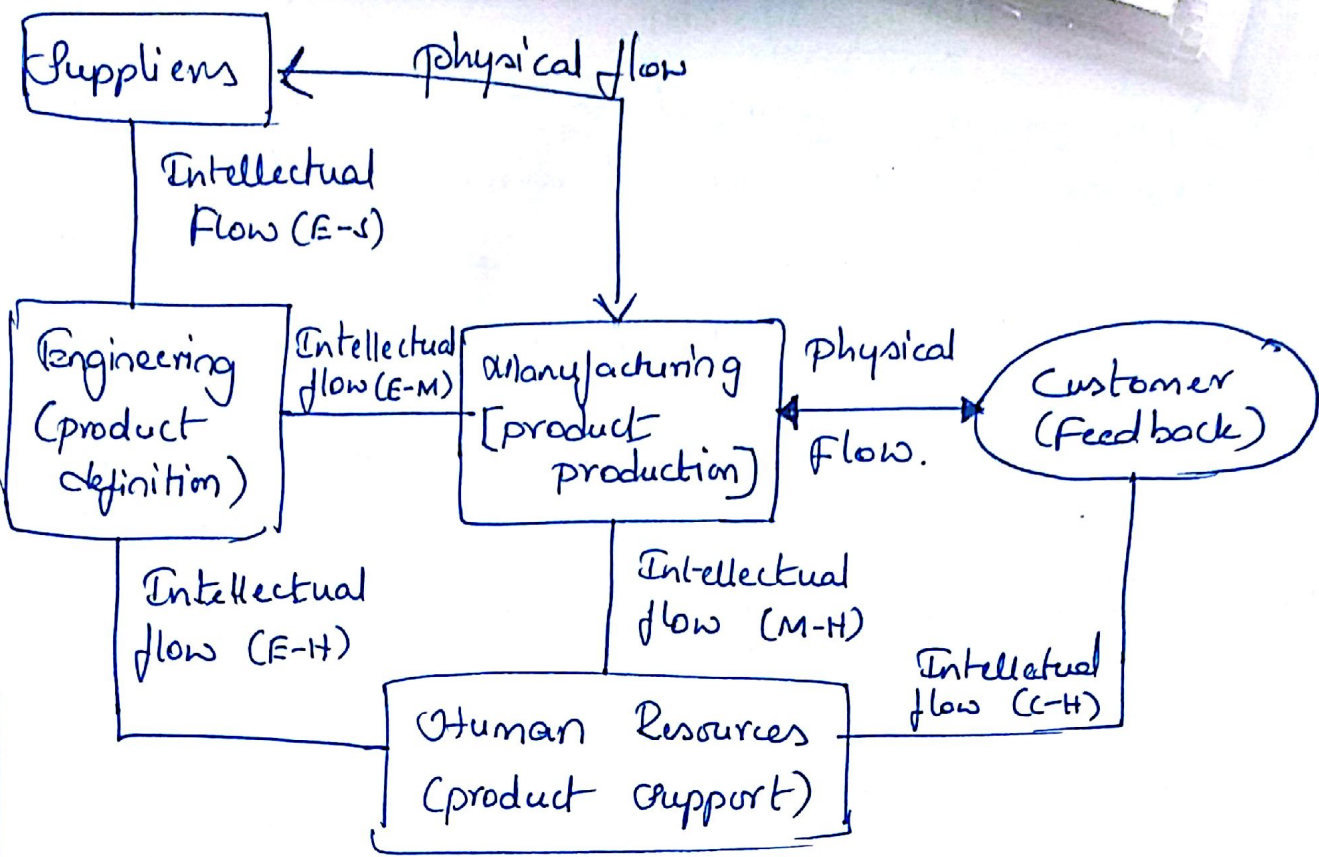 Suppliers
physical flow
Intellectual
Flow (E-S)
Engineering
(product
definition)
Intellectual
flow (E-M)
Manufacturing
[product
production]
physical
Flow.
Customer
(Feedback)
Intellectual
flow (E-H)
Intellectual
flow (M-H)
Intellatual
flow (C-H)
Human Resources
(product support)